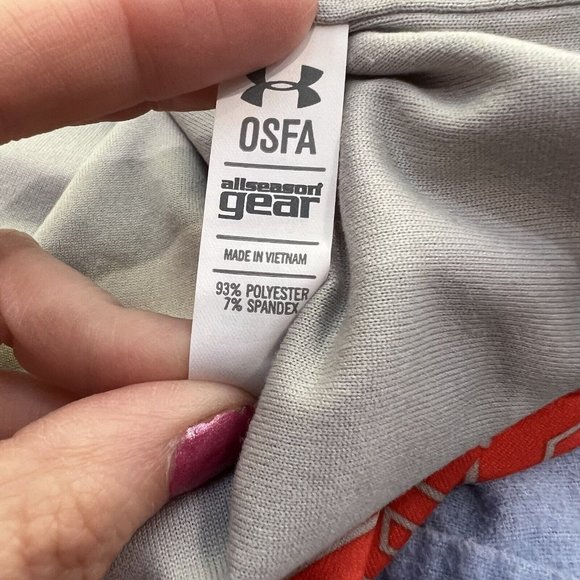 OSFA
allseason
gear
MADE IN VIETNAM
93% POLYESTER
7% SPANDEX